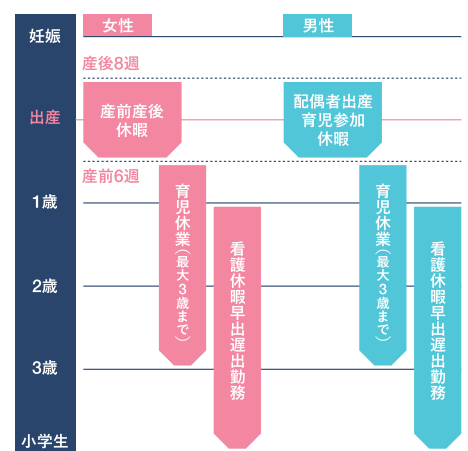 妊娠
女性
男性
産後8週
出産
産前産後
休暇
配偶者出産
育児参加
休暇
産前6週
1歳
2歳
3歳
小学生
育児休業(最大3歳まで)
看護休暇早出遅出勤務
育児休業(最大3歳まで)
看護休暇早出遅出勤務